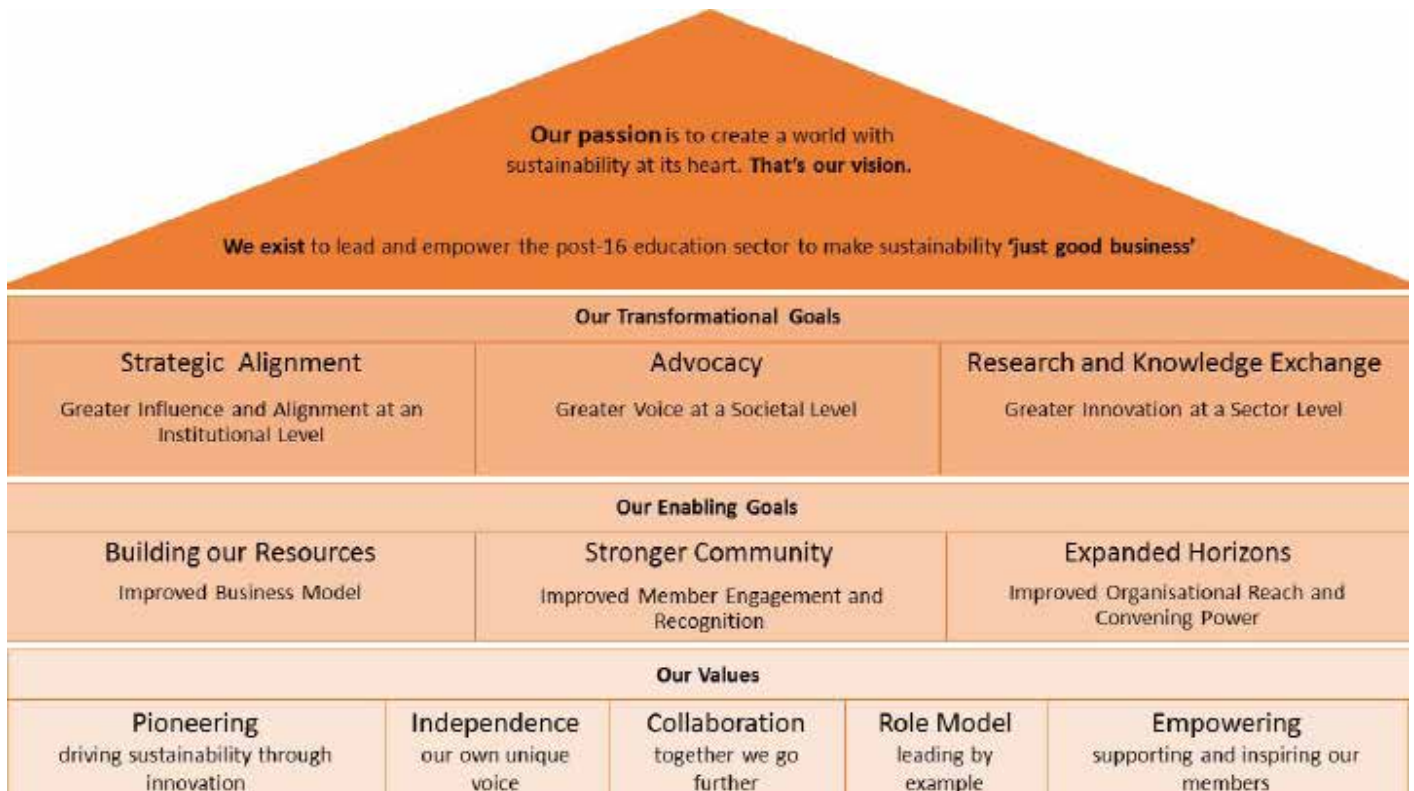 Our passion is to create a world with
sustainability at its heart. That's our vision.
We exist to lead and empower the post-16 education sector to make sustainability 'just good business'
Our Transformational Goals
Strategic Alignment
Greater Influence and Alignment at an
Institutional Level
Advocacy
Greater Voice at a Societal Level
Research and Knowledge Exchange
Greater Innovation at a Sector Level
Our Enabling Goals
Building our Resources
Improved Business Model
Stronger Community
Improved Member Engagement and
Recognition
Expanded Horizons
Improved Organisational Reach and
Convening Power
Our Values
Pioneering
driving sustainability through
innovation
Independence
our own unique
voice
Collaboration
together we go
further
Role Model
leading by
example
Empowering
supporting and inspiring our
members